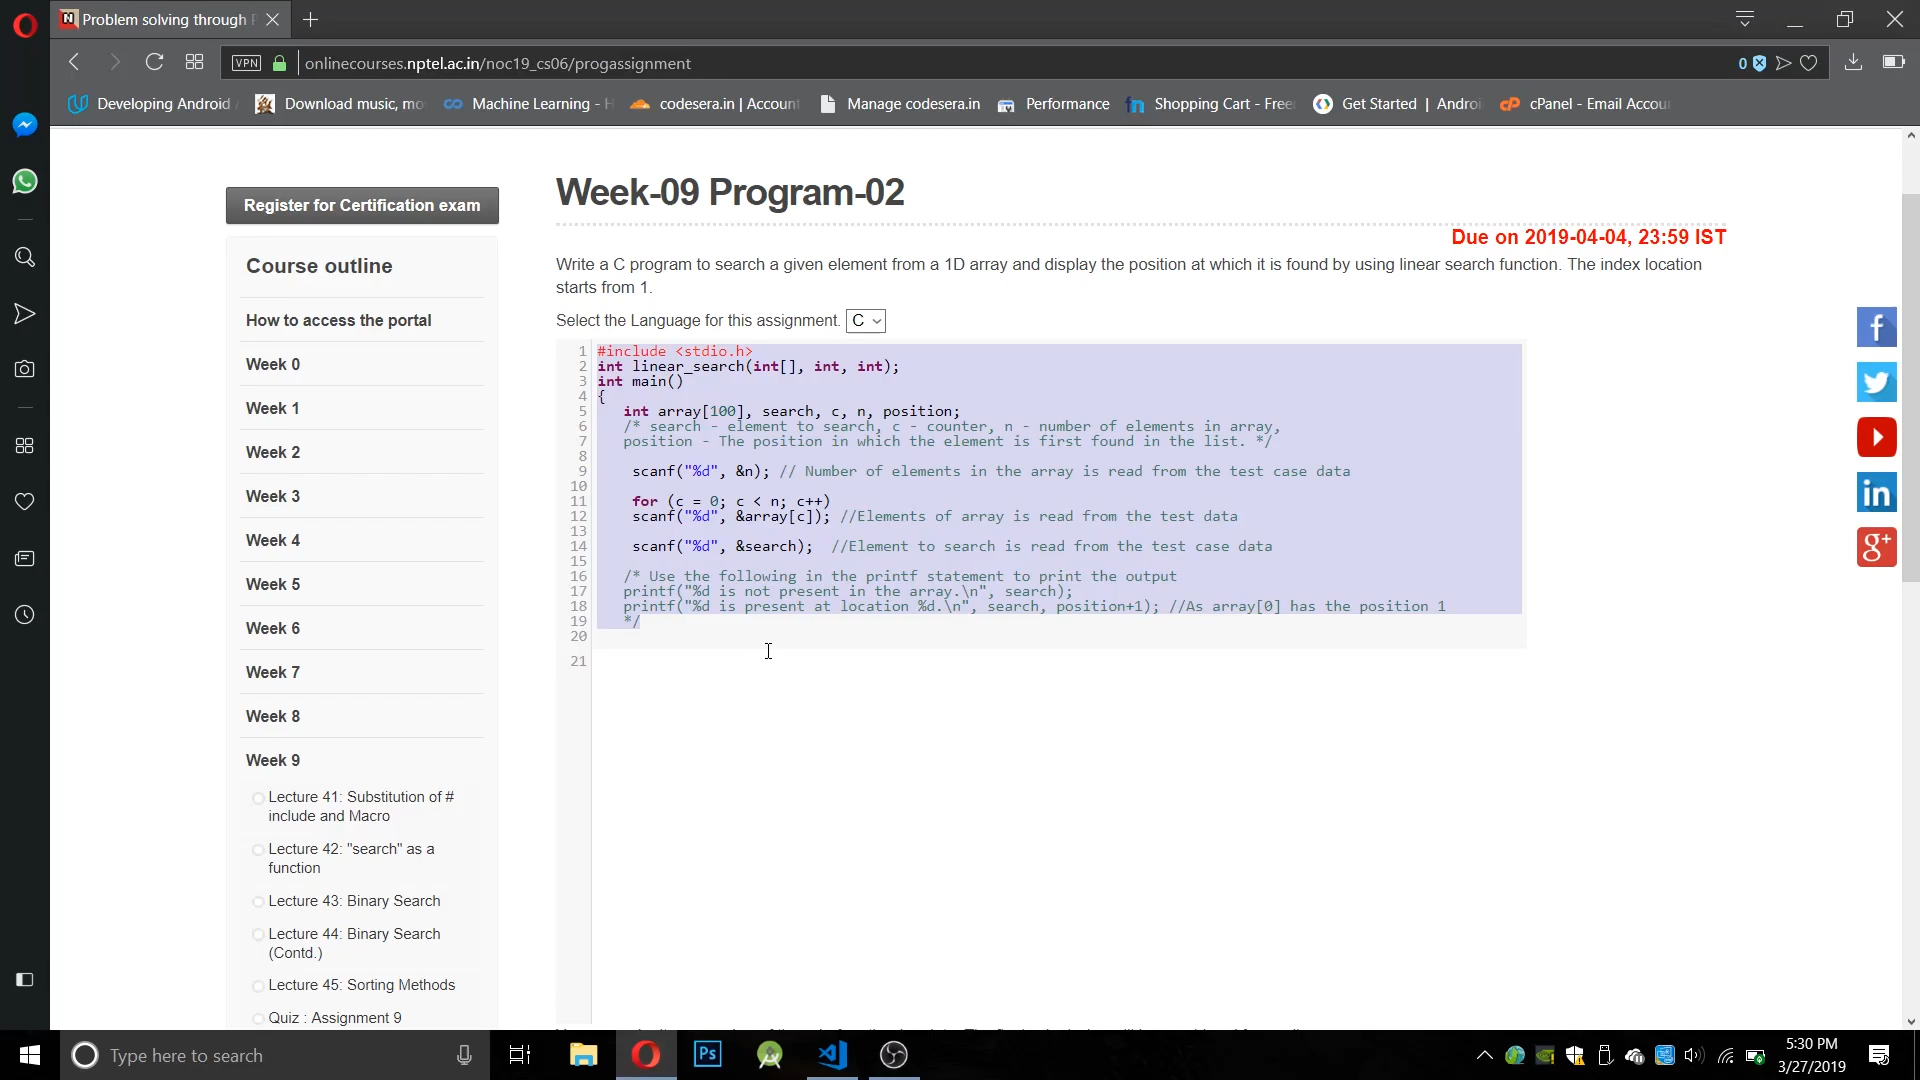 Problem solving through P
VPN
onlinecourses.nptel.ac.in/noc19_cs06/progassignment
0
Developing Android
Download music, mo
Machine Learning - H
codesera.in | Account
Manage codesera.in
Performance
Shopping Cart - Free
Get Started | Androi
cPanel - Email Accou
Register for Certification exam
Course outline
How to access the portal
Week 0
Week 1
Week 2
Week 3
Week 4
Week 5
Week 6
Week 7
Week 8
Week 9
Lecture 41: Substitution of #
include and Macro
Lecture 42: "search" as a
function
Lecture 43: Binary Search
Lecture 44: Binary Search
(Contd.)
Lecture 45: Sorting Methods
Quiz : Assignment 9
Week-09 Program-02
Due on 2019-04-04, 23:59 IST
Write a C program to search a given element from a 1D array and display the position at which it is found by using linear search function. The index location
starts from 1.
Select the Language for this assignment. C
1 #include <stdio.h>
2 int linear_search(int[], int, int);
3 int main()
4 {
5 int array[100], search, c, n, position;
6 /* search - element to search, c - counter, n - number of elements in array,
7 position - The position in which the element is first found in the list. */
8
9 scanf("%d", &n); // Number of elements in the array is read from the test case data
10
11 for (c = 0; c < n; c++)
12 scanf("%d", &array[c]); //Elements of array is read from the test data
13
14 scanf("%d", &search); //Element to search is read from the test case data
15
16 /* Use the following in the printf statement to print the output
17 printf("%d is not present in the array.\n", search);
18 printf("%d is present at location %d.\n", search, position+1); //As array[0] has the position 1
19 */
20
21
f
in
g+
Type here to search
Ps
5:30 PM
3/27/2019